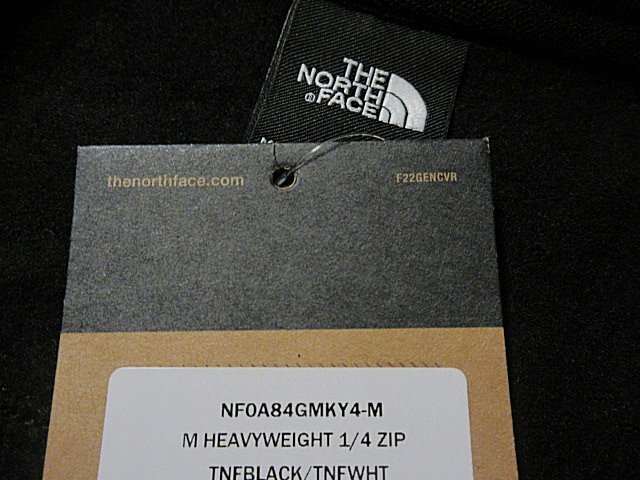 THE
NORTH
FACE
®
thenorthface.com
F22GENCVR
NF0A84GMKY4-M
M HEAVYWEIGHT 1/4 ZIP
TNFBLACK/TNFWHT